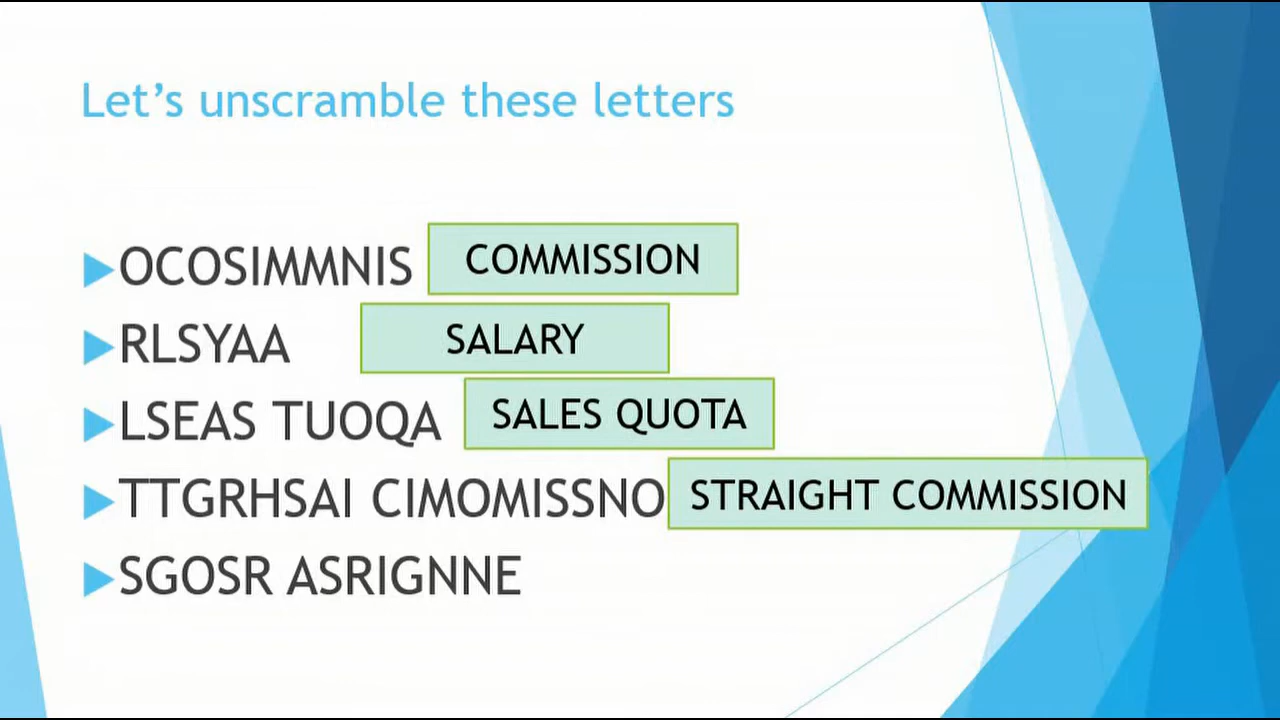 Let’s unscramble these letters
OCOSIMMNIS COMMISSION
RLSYAA SALARY
LSEAS TUOQA SALES QUOTA
TTGRHSAI CIMOMISSNO STRAIGHT COMMISSION
SGOSR ASRIGNNE